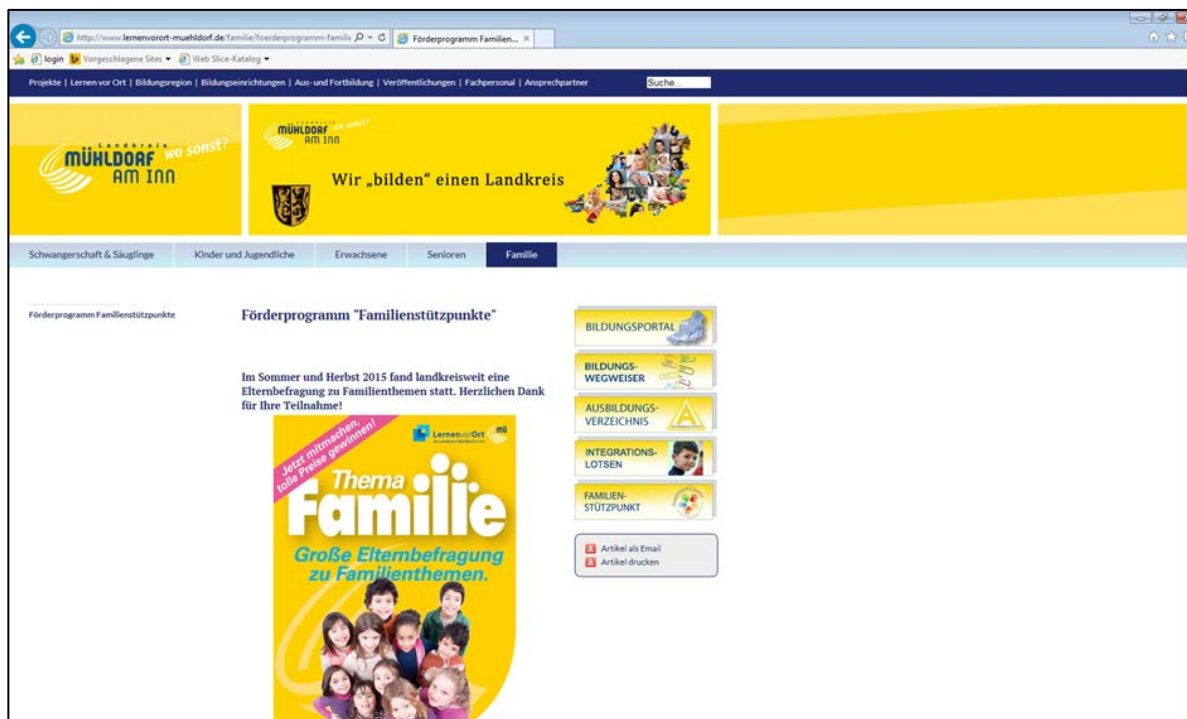 http://www.lernenvorort-muehldorf.de/familie/foerderprogramm-famili
Förderprogramm Familien...
login
Vorgeschlagene Sites
Web Slice-Katalog
Projekte | Lernen vor Ort | Bildungsregion | Bildungseinrichtungen | Aus- und Fortbildung | Veröffentlichungen | Fachpersonal | Ansprechpartner
Suche...
Landkreis
MÜHLDORF wo sonst?
AM INN
Landkreis
MÜHLDORF wo sonst?
AM INN
Wir „bilden“ einen Landkreis
Schwangerschaft & Säuglinge
Kinder und Jugendliche
Erwachsene
Senioren
Familie
Förderprogramm Familienstützpunkte
Förderprogramm "Familienstützpunkte"
Im Sommer und Herbst 2015 fand landkreisweit eine
Elternbefragung zu Familienthemen statt. Herzlichen Dank
für Ihre Teilnahme!
Jetzt mitmachen,
tolle Preise gewinnen!
LernenvorOrt
mü
Thema
Familie
Große Elternbefragung
zu Familienthemen.
BILDUNGSPORTAL
BILDUNGS-
WEGWEISER
AUSBILDUNGS-
VERZEICHNIS
INTEGRATIONS-
LOTSEN
FAMILIEN-
STÜTZPUNKT
Artikel als Email
Artikel drucken